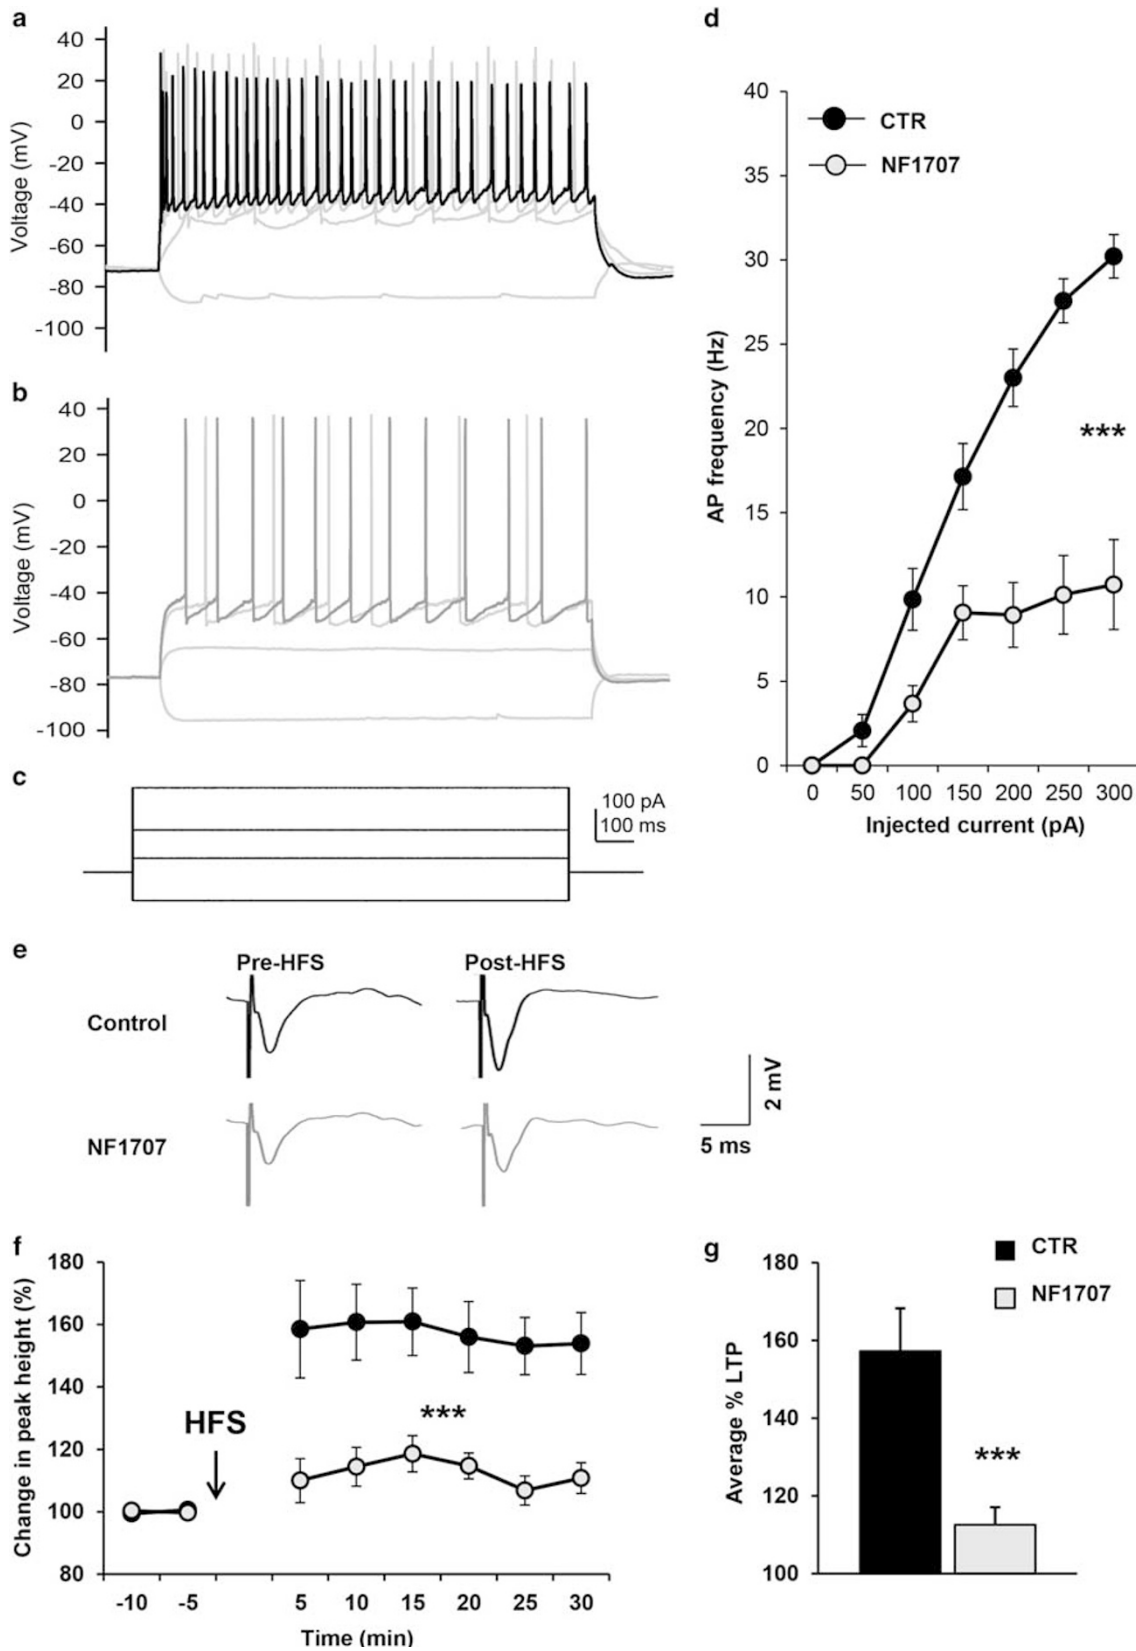 a
40
20
0
-20
-40
-60
-80
-100
Voltage (mV)
b
40
20
0
-20
-40
-60
-80
-100
Voltage (mV)
c
100 pA
100 ms
d
40
35
30
25
20
15
10
5
0
AP frequency (Hz)
CTR
NF1707
***
0 50 100 150 200 250 300
Injected current (pA)
e
Pre-HFS Post-HFS
Control
NF1707
2 mV
5 ms
f
180
160
140
120
100
80
Change in peak height (%)
HFS
***
-10 -5 5 10 15 20 25 30
Time (min)
g
CTR
NF1707
180
160
140
120
100
Average % LTP
***